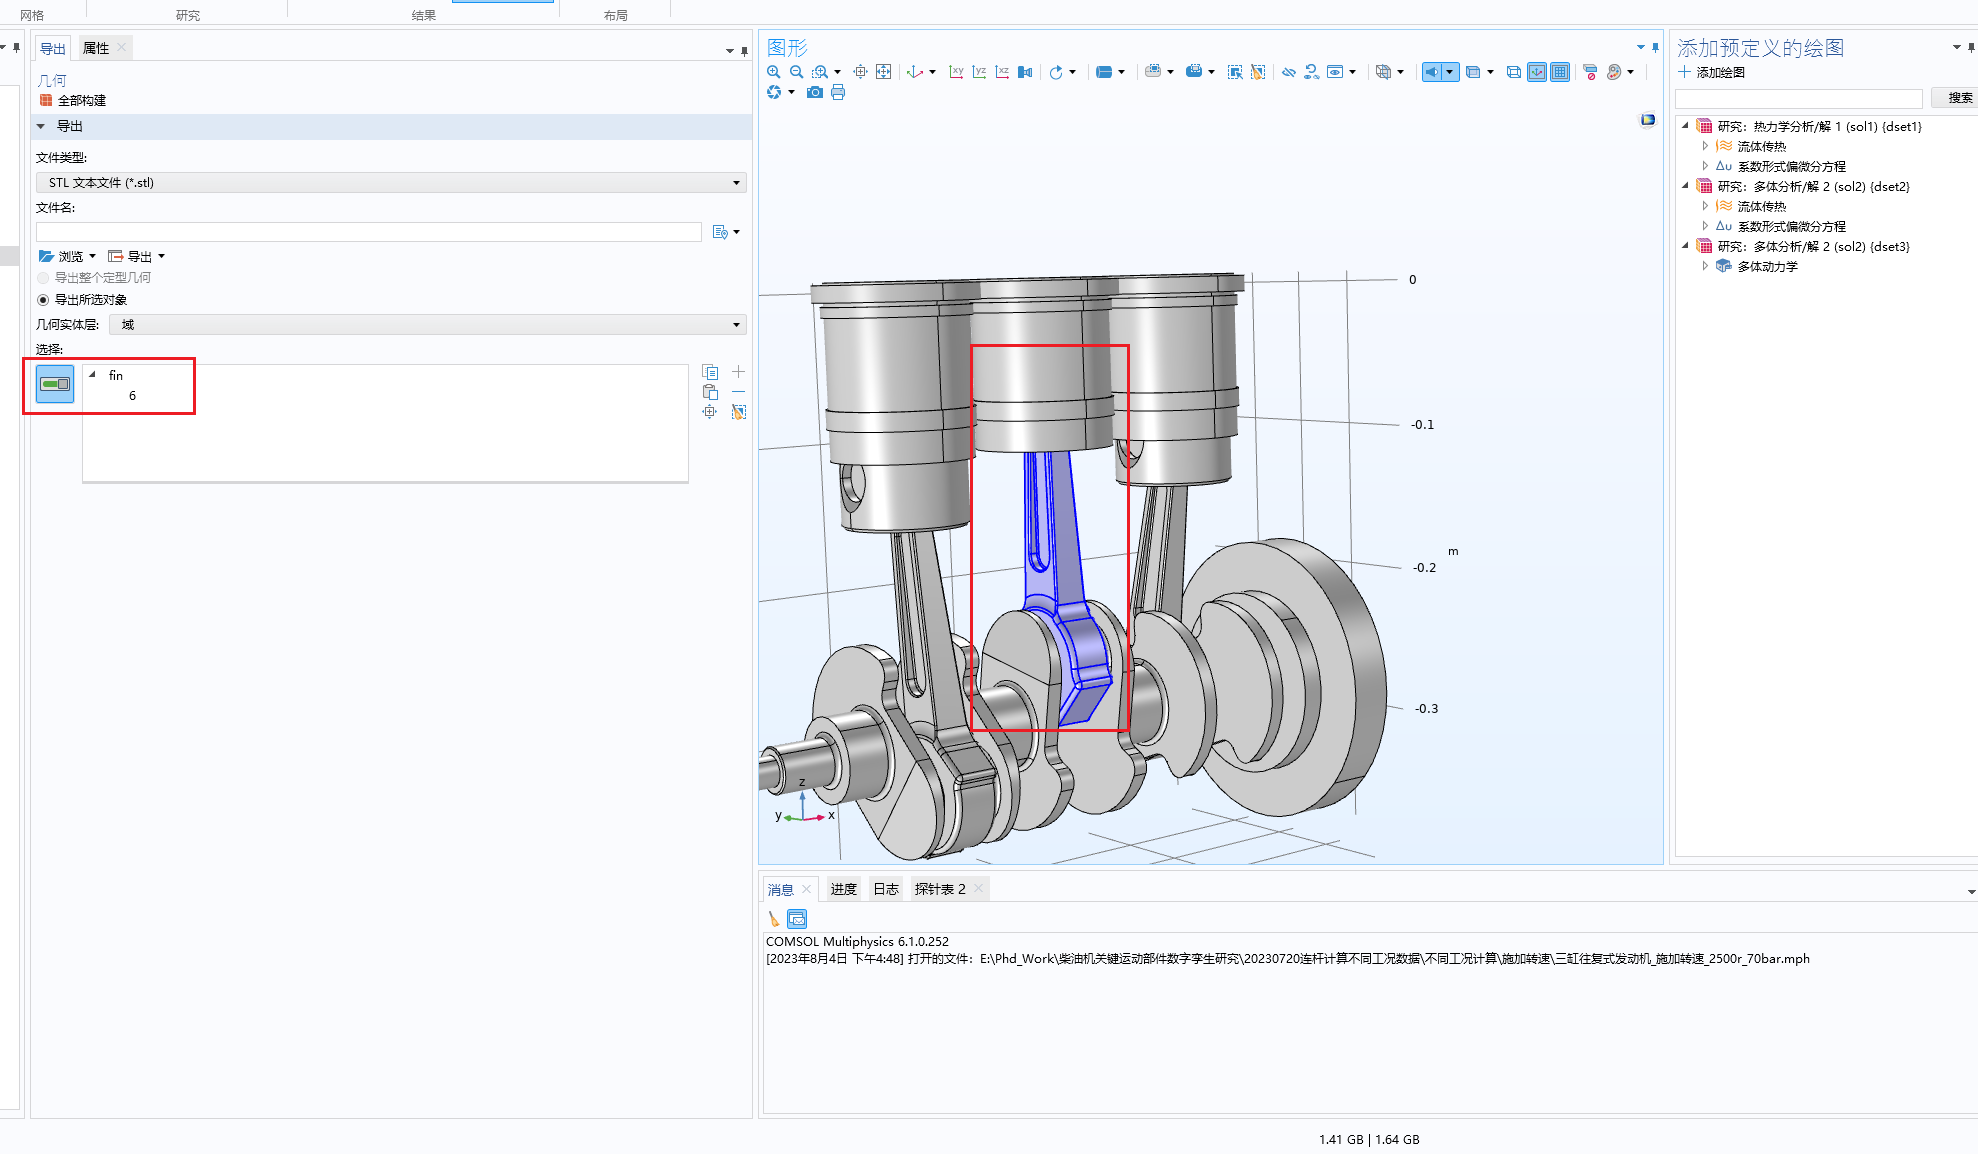 网格
研究
结果
布局
导出 属性
几何
全部构建
导出
文件类型:
STL 文本文件 (*.stl)
文件名:
浏览 导出
导出整个定型几何
导出所选对象
几何实体层: 域
选择:
fin
6
图形
xy yz xz
0
-0.1
m
-0.2
-0.3
z
y x
消息 进度 日志 探针表 2
COMSOL Multiphysics 6.1.0.252
[2023年8月4日 下午4:48] 打开的文件: E:\Phd_Work\柴油机关键运动部件数字孪生研究\20230720连杆计算不同工况数据\不同工况计算\施加转速\三缸往复式发动机_施加转速_2500r_70bar.mph
添加预定义的绘图
添加绘图
搜索
研究: 热力学分析/解 1 (sol1) {dset1}
流体传热
Δu 系数形式偏微分方程
研究: 多体分析/解 2 (sol2) {dset2}
流体传热
Δu 系数形式偏微分方程
研究: 多体分析/解 2 (sol2) {dset3}
多体动力学
1.41 GB | 1.64 GB